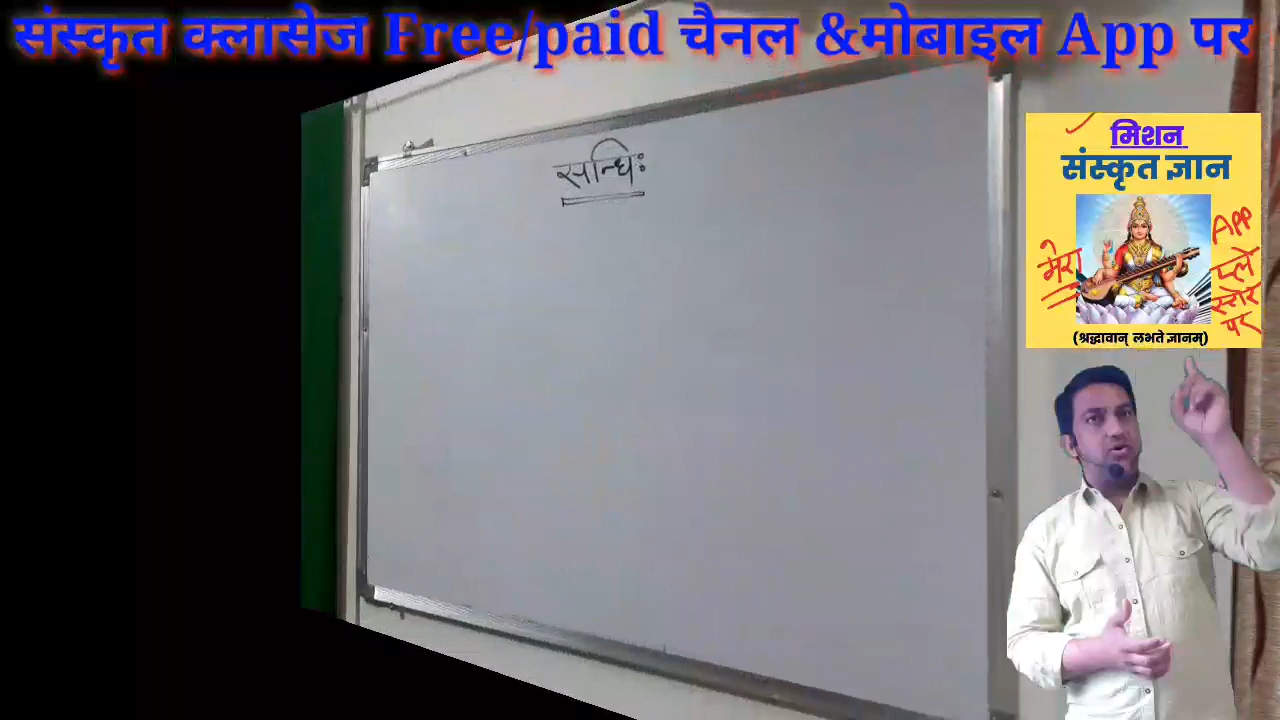 संस्कृत क्लासेज Free/paid चैनल &मोबाइल App पर
सन्धिः
मिशन
संस्कृत ज्ञान
मेरा
App
प्ले
स्टोर
पर
(श्रद्धावान् लभते ज्ञानम्)